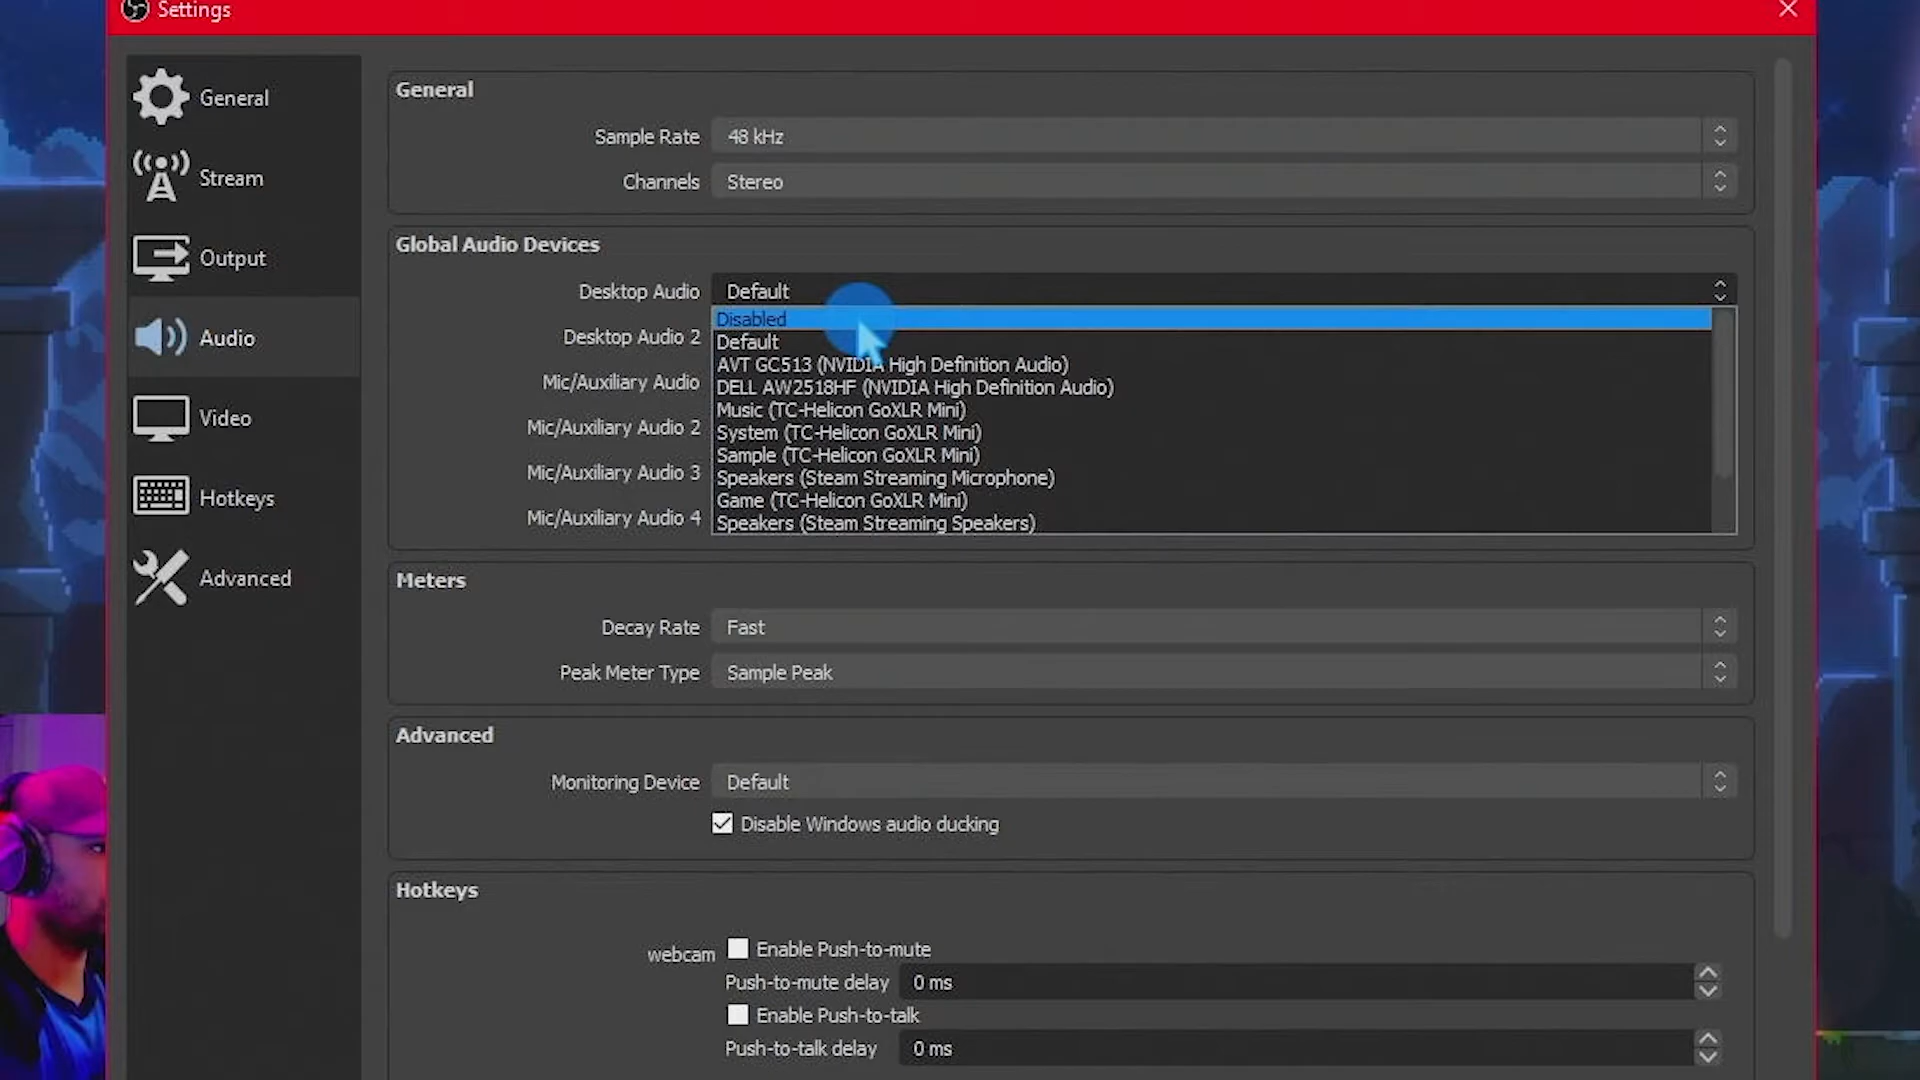 Settings
General
Stream
Output
Audio
Video
Hotkeys
Advanced
General
Sample Rate 48 kHz
Channels Stereo
Global Audio Devices
Desktop Audio Default
Disabled
Desktop Audio 2
Default
AVT GC513 (NVIDIA High Definition Audio)
Mic/Auxiliary Audio
DELL AW2518HF (NVIDIA High Definition Audio)
Music (TC-Helicon GoXLR Mini)
Mic/Auxiliary Audio 2
System (TC-Helicon GoXLR Mini)
Sample (TC-Helicon GoXLR Mini)
Mic/Auxiliary Audio 3
Speakers (Steam Streaming Microphone)
Game (TC-Helicon GoXLR Mini)
Mic/Auxiliary Audio 4
Speakers (Steam Streaming Speakers)
Meters
Decay Rate Fast
Peak Meter Type Sample Peak
Advanced
Monitoring Device Default
Disable Windows audio ducking
Hotkeys
webcam Enable Push-to-mute
Push-to-mute delay 0 ms
Enable Push-to-talk
Push-to-talk delay 0 ms